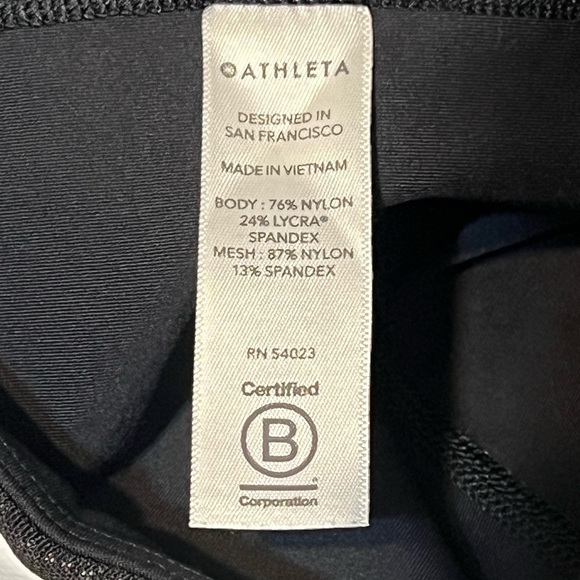 ATHLETA
DESIGNED IN
SAN FRANCISCO
MADE IN VIETNAM
BODY : 76% NYLON
24% LYCRA®
SPANDEX
MESH : 87% NYLON
13% SPANDEX
RN 54023
Certified
B
Corporation